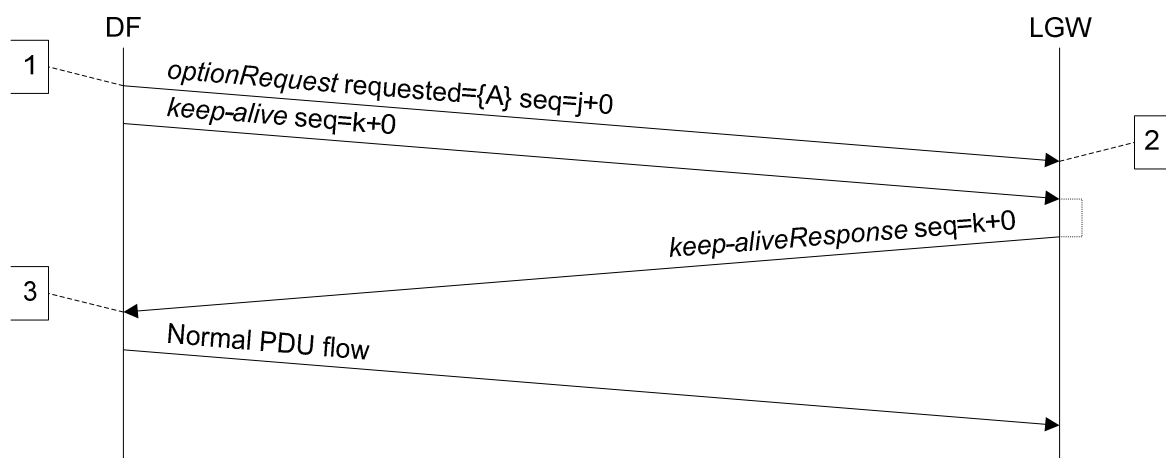 DF
LGW
1
optionRequest requested={A} seq=j+0
keep-alive seq=k+0
2
keep-aliveResponse seq=k+0
3
Normal PDU flow